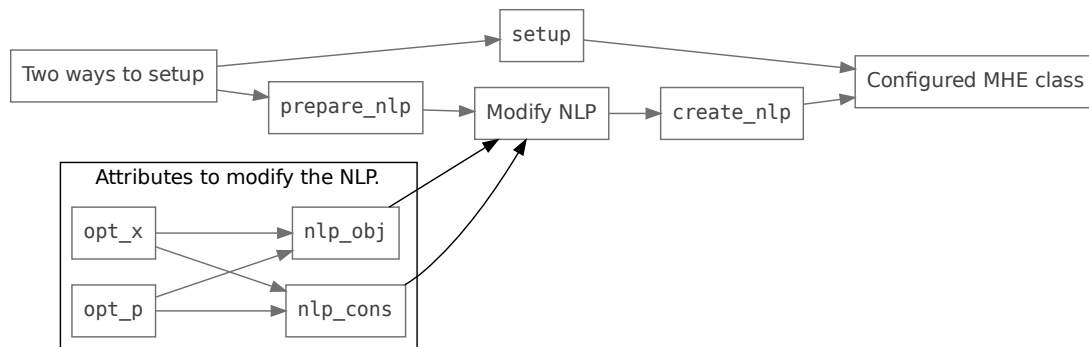 setup
Two ways to setup
Configured MHE class
prepare_nlp
Modify NLP
create_nlp
Attributes to modify the NLP.
opt_x
nlp_obj
opt_p
nlp_cons